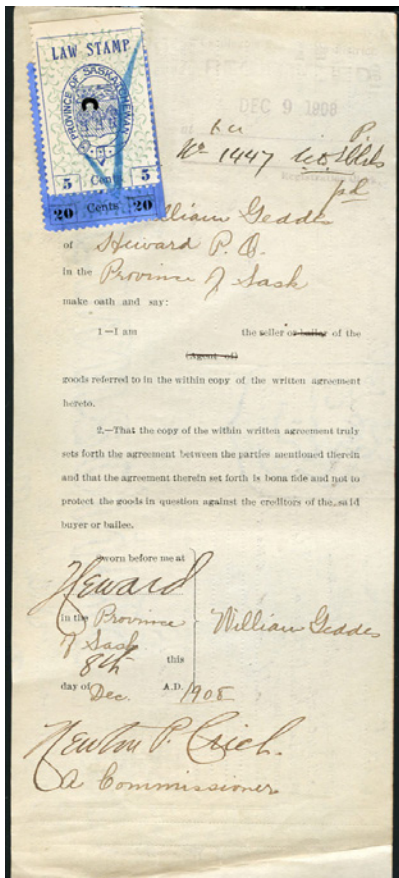 LAW STAMP
PROVINCE OF SASKATCHEWAN
5 Cents 5
20 Cents 20
DEC 9 1908
No 1447
Registration Clerk
pd
William Geddes
of Heward P. O.
in the Province of Sask
make oath and say:
1—I am the seller or bailor of the
(Agent of)
goods referred to in the within copy of the written agreement
hereto.
2.—That the copy of the within written agreement truly
sets forth the agreement between the parties mentioned therein
and that the agreement therein set forth is bona fide and not to
protect the goods in question against the creditors of the said
buyer or bailee.
Sworn before me at
Heward
in the Province
of Sask
8th this
day of Dec. A.D. 1908
William Geddes
Newton P. Crich.
A Commissioner